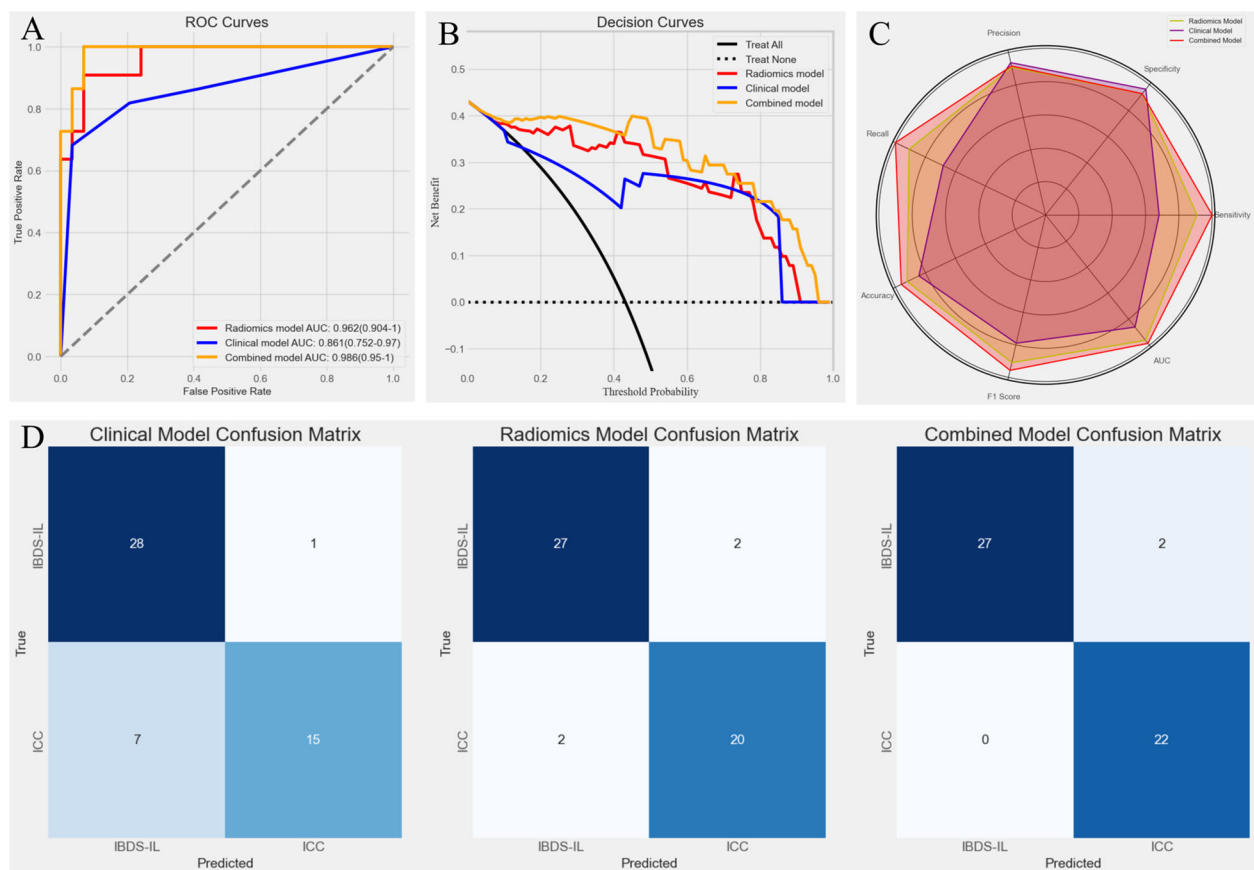 A
ROC Curves
True Positive Rate
1.0
0.8
0.6
0.4
0.2
0.0
0.0 0.2 0.4 0.6 0.8 1.0
False Positive Rate
Radiomics model AUC: 0.962(0.904-1)
Clinical model AUC: 0.861(0.752-0.97)
Combined model AUC: 0.986(0.95-1)
B
Decision Curves
Net Benefit
0.5
0.4
0.3
0.2
0.1
0.0
−0.1
0.0 0.2 0.4 0.6 0.8 1.0
Threshold Probability
Treat All
Treat None
Radiomics model
Clinical model
Combined model
C
Radiomics Model
Clinical Model
Combined Model
Precision
Specificity
Recall
Sensitivity
Accuracy
AUC
F1 Score
D
Clinical Model Confusion Matrix
True
IBDS-IL
28 1
ICC
7 15
IBDS-IL ICC
Predicted
Radiomics Model Confusion Matrix
True
IBDS-IL
27 2
ICC
2 20
IBDS-IL ICC
Predicted
Combined Model Confusion Matrix
True
IBDS-IL
27 2
ICC
0 22
IBDS-IL ICC
Predicted